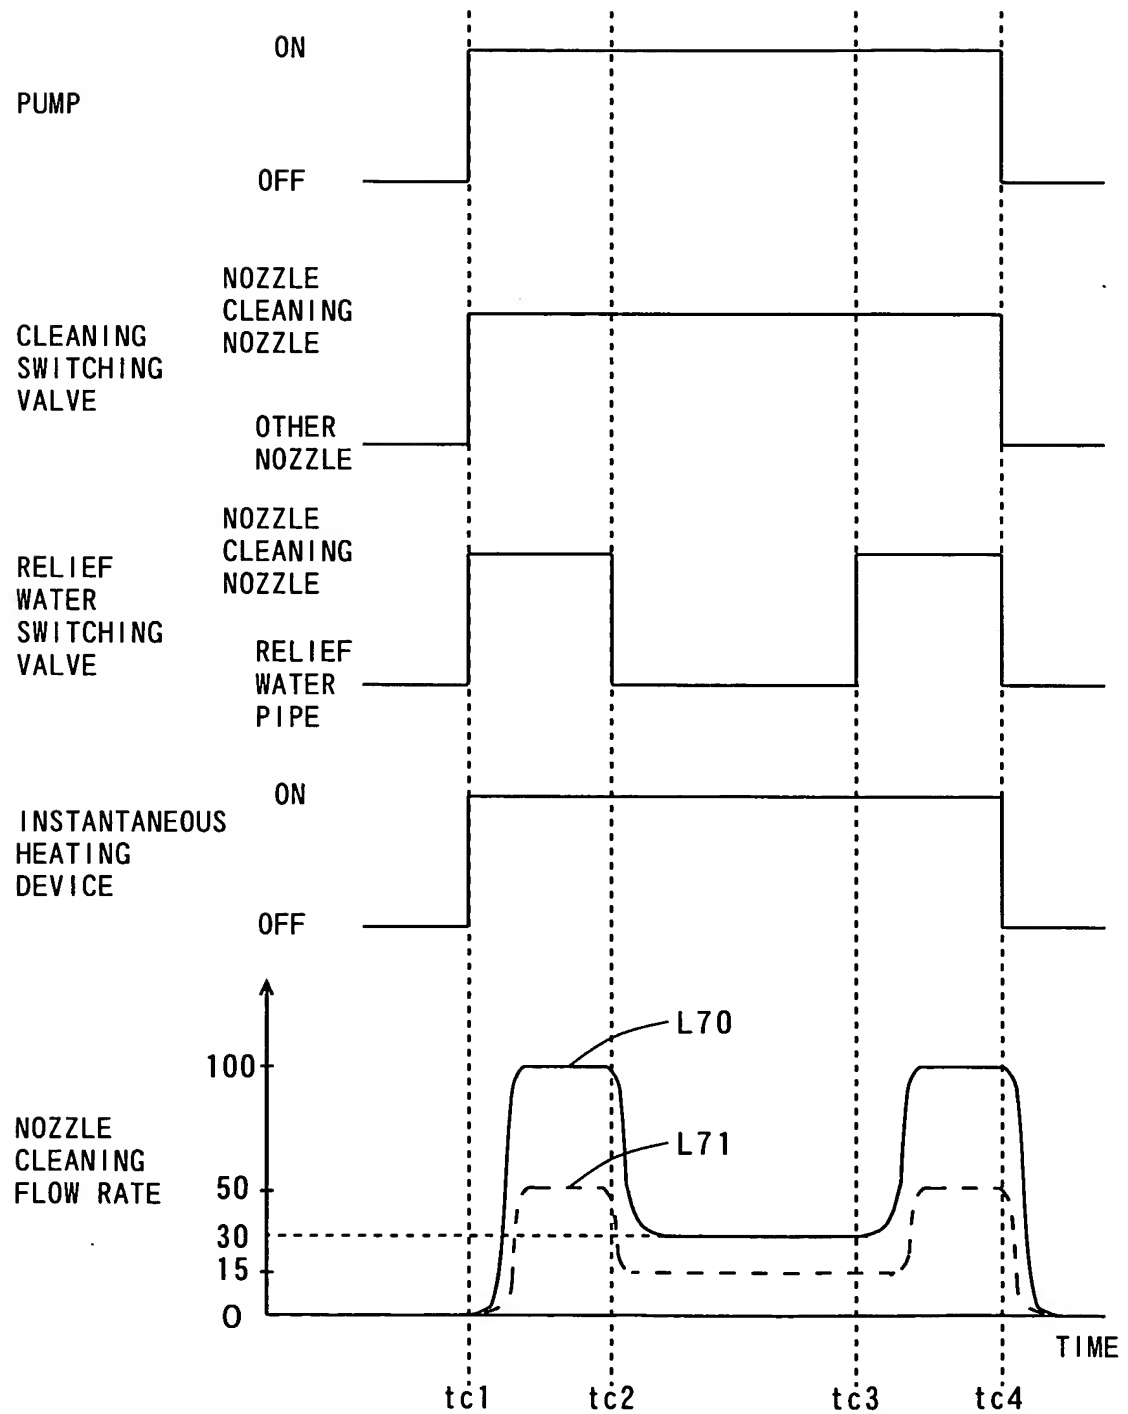 ON
PUMP
OFF
NOZZLE
CLEANING
NOZZLE
CLEANING
SWITCHING
VALVE
OTHER
NOZZLE
NOZZLE
CLEANING
NOZZLE
RELIEF
WATER
SWITCHING
VALVE
RELIEF
WATER
PIPE
ON
INSTANTANEOUS
HEATING
DEVICE
OFF
L70
100
L71
NOZZLE
CLEANING
FLOW RATE
50
30
15
0
TIME
tc1 tc2 tc3 tc4